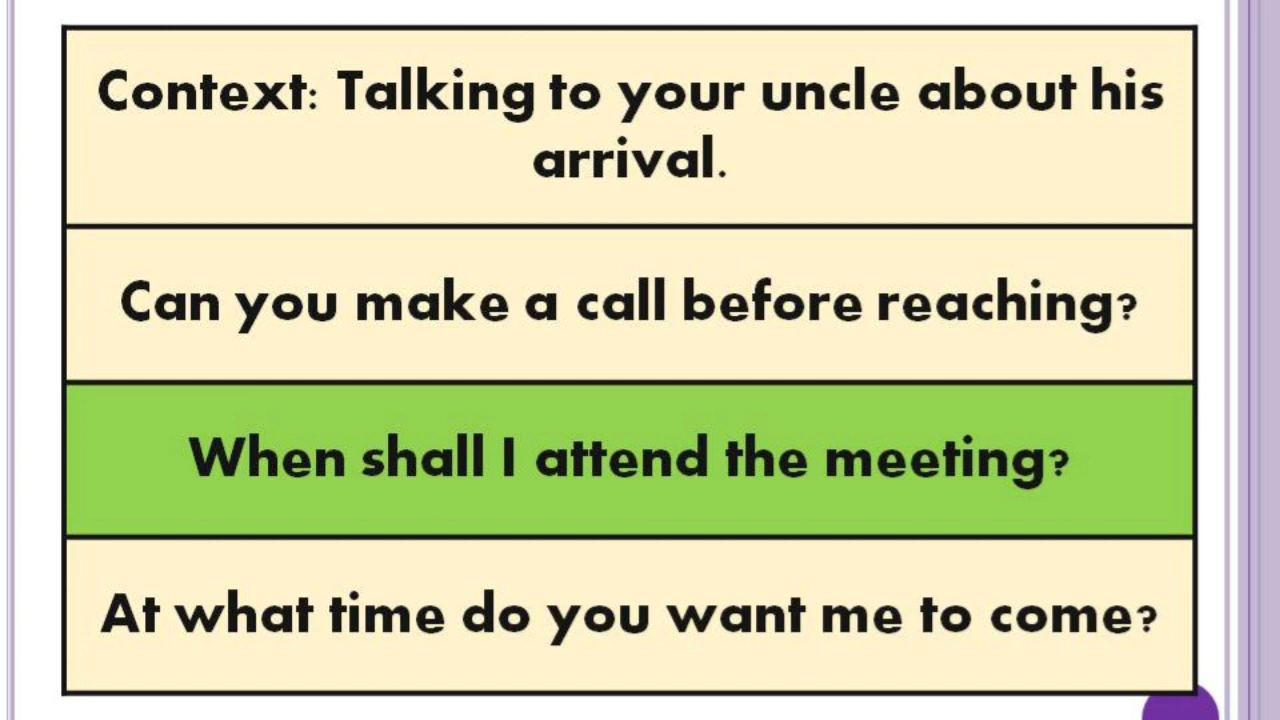 Context: Talking to your uncle about his
arrival.
Can you make a call before reaching?
When shall I attend the meeting?
At what time do you want me to come?